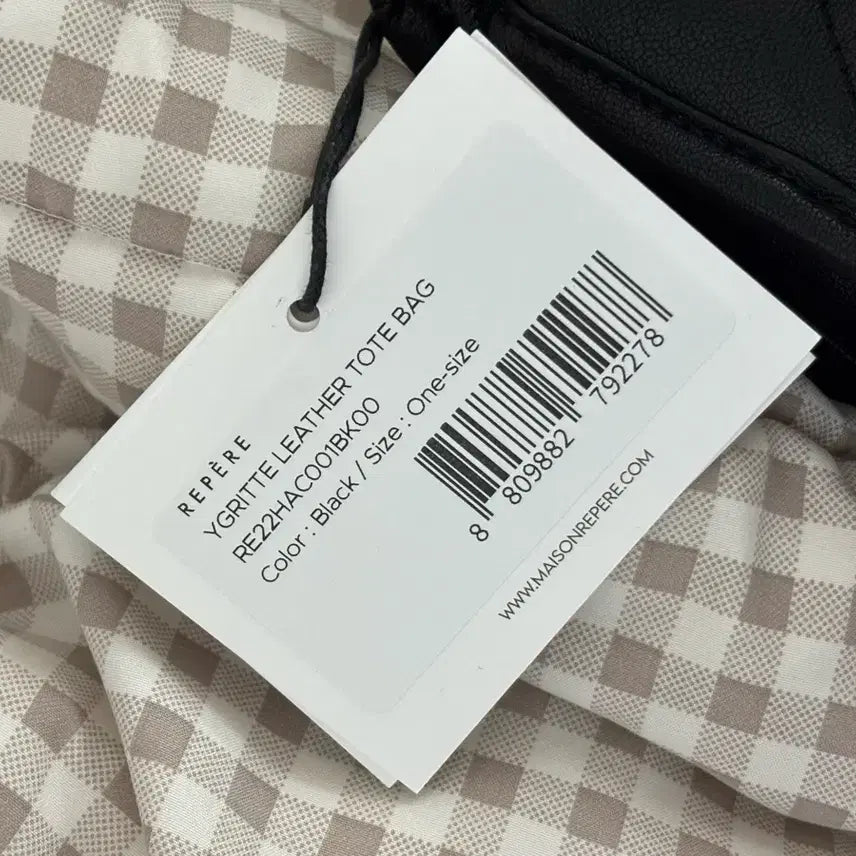 REPÈRE
YGRITTE LEATHER TOTE BAG
RE22HAC001BK00
Color : Black / Size : One-size
8 809882 792278
WWW.MAISONREPERE.COM